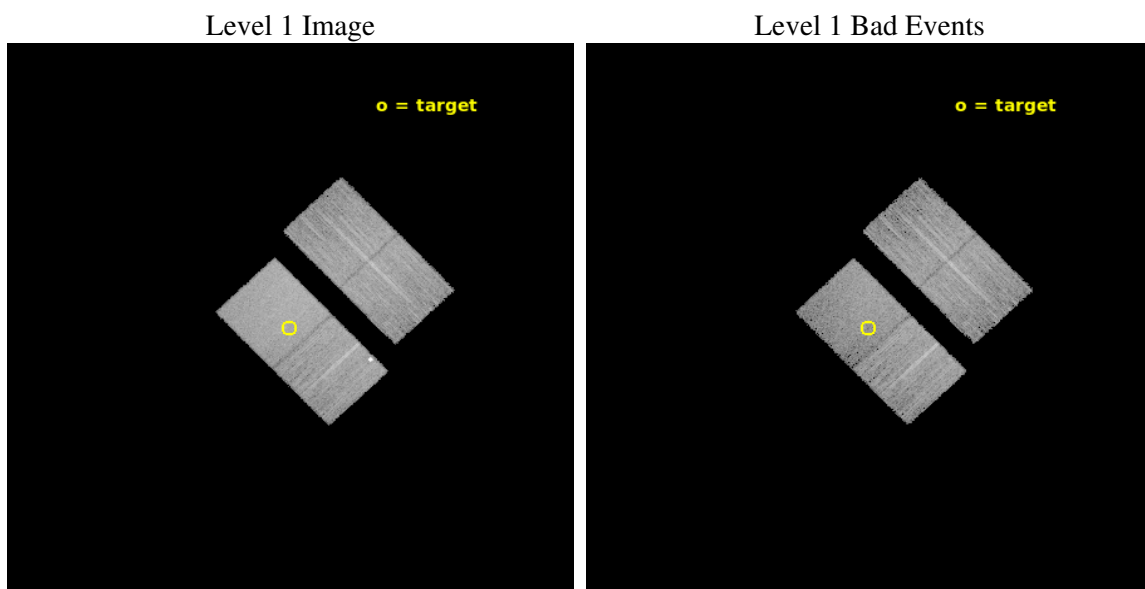 Level 1 Image
Level 1 Bad Events
o = target
o = target